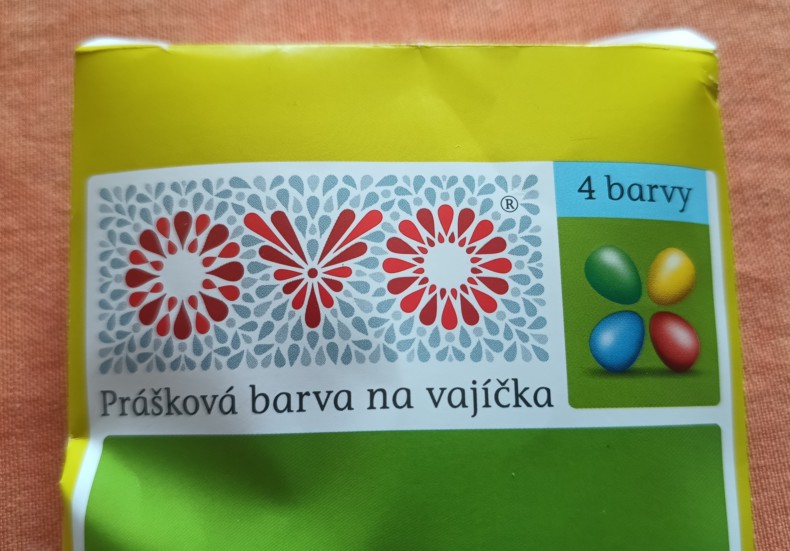 OVO ®
4 barvy
Prášková barva na vajíčka